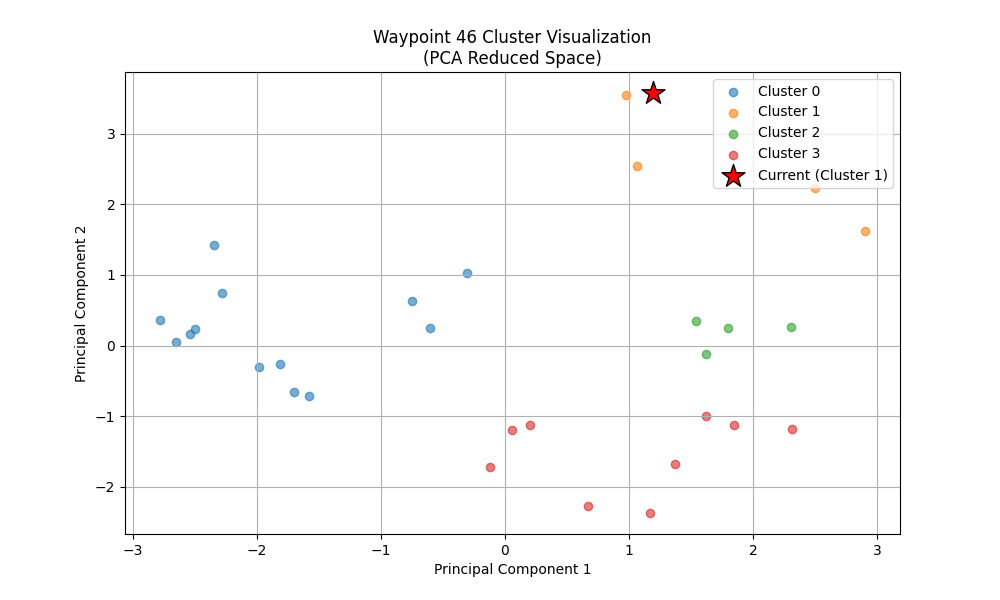 Waypoint 46 Cluster Visualization
(PCA Reduced Space)
Cluster 0
Cluster 1
Cluster 2
Cluster 3
Current (Cluster 1)
Principal Component 2
3
2
1
0
−1
−2
−3
−2
−1
0
1
2
3
Principal Component 1